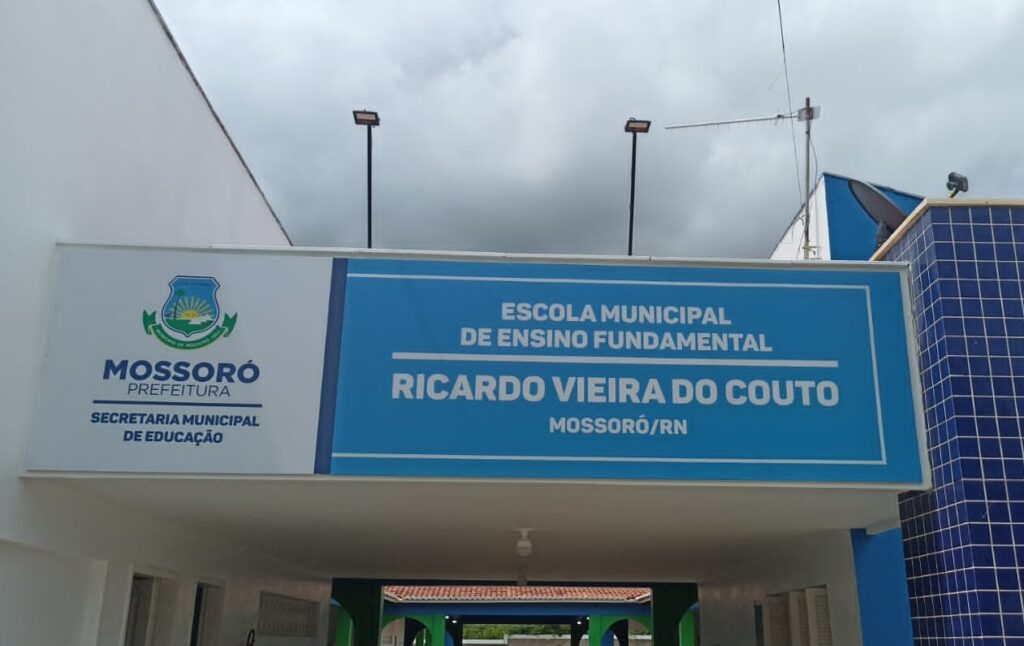 MOSSORÓ
PREFEITURA
SECRETARIA MUNICIPAL
DE EDUCAÇÃO
ESCOLA MUNICIPAL
DE ENSINO FUNDAMENTAL
RICARDO VIEIRA DO COUTO
MOSSORÓ/RN